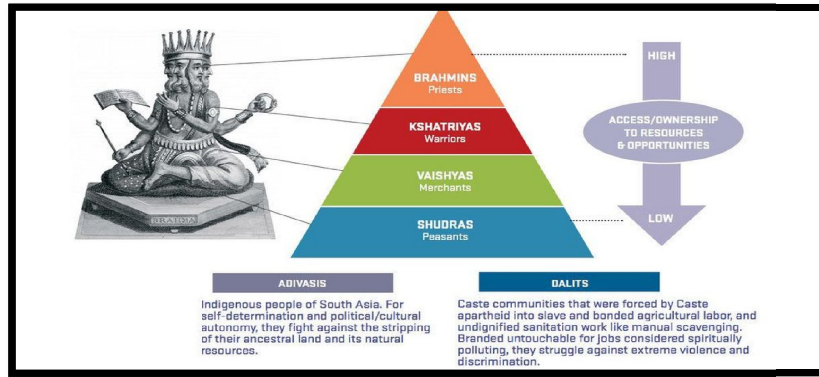 BRAHMINS
Priests
KSHATRIYAS
Warriors
VAISHYAS
Merchants
SHUDRAS
Peasants
HIGH
ACCESS/OWNERSHIP
TO RESOURCES
& OPPORTUNITIES
LOW
BRAHMA
ADIVASIS
Indigenous people of South Asia. For
self-determination and political/cultural
autonomy, they fight against the stripping
of their ancestral land and its natural
resources.
DALITS
Caste communities that were forced by Caste
apartheid into slave and bonded agricultural labor, and
undignified sanitation work like manual scavenging.
Branded untouchable for jobs considered spiritually
polluting, they struggle against extreme violence and
discrimination.